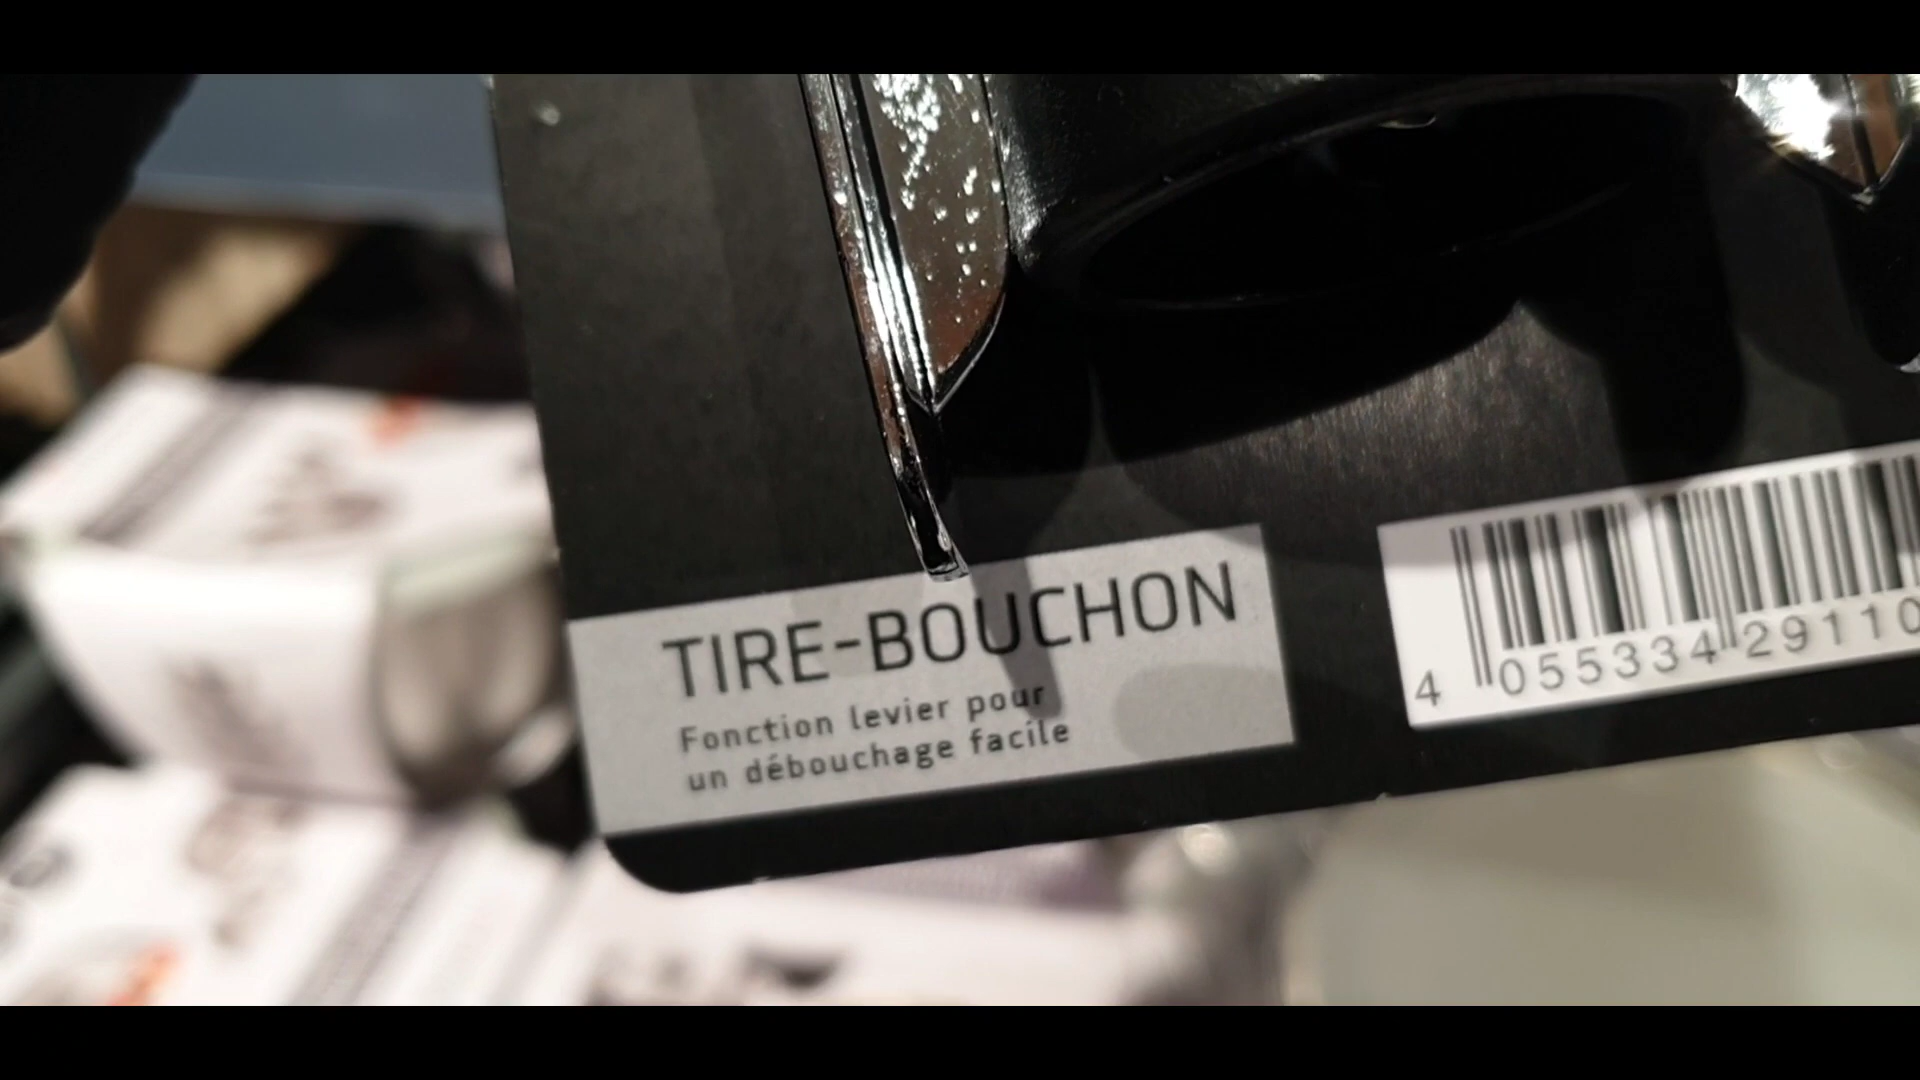 TIRE-BOUCHON
Fonction levier pour
un débouchage facile
4 055334 29110